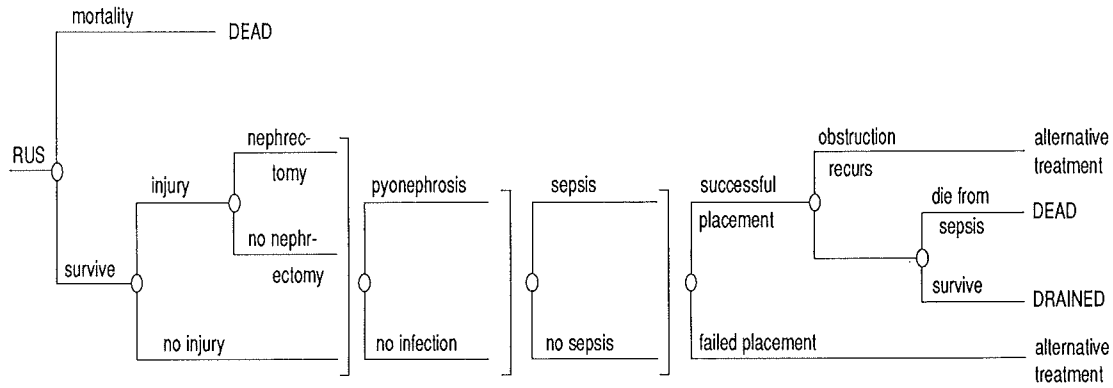 mortality
DEAD
RUS
survive
injury
nephrec-
tomy
no nephr-
ectomy
no injury
pyonephrosis
no infection
sepsis
no sepsis
successful
placement
obstruction
recurs
alternative
treatment
die from
sepsis
DEAD
survive
DRAINED
failed placement
alternative
treatment